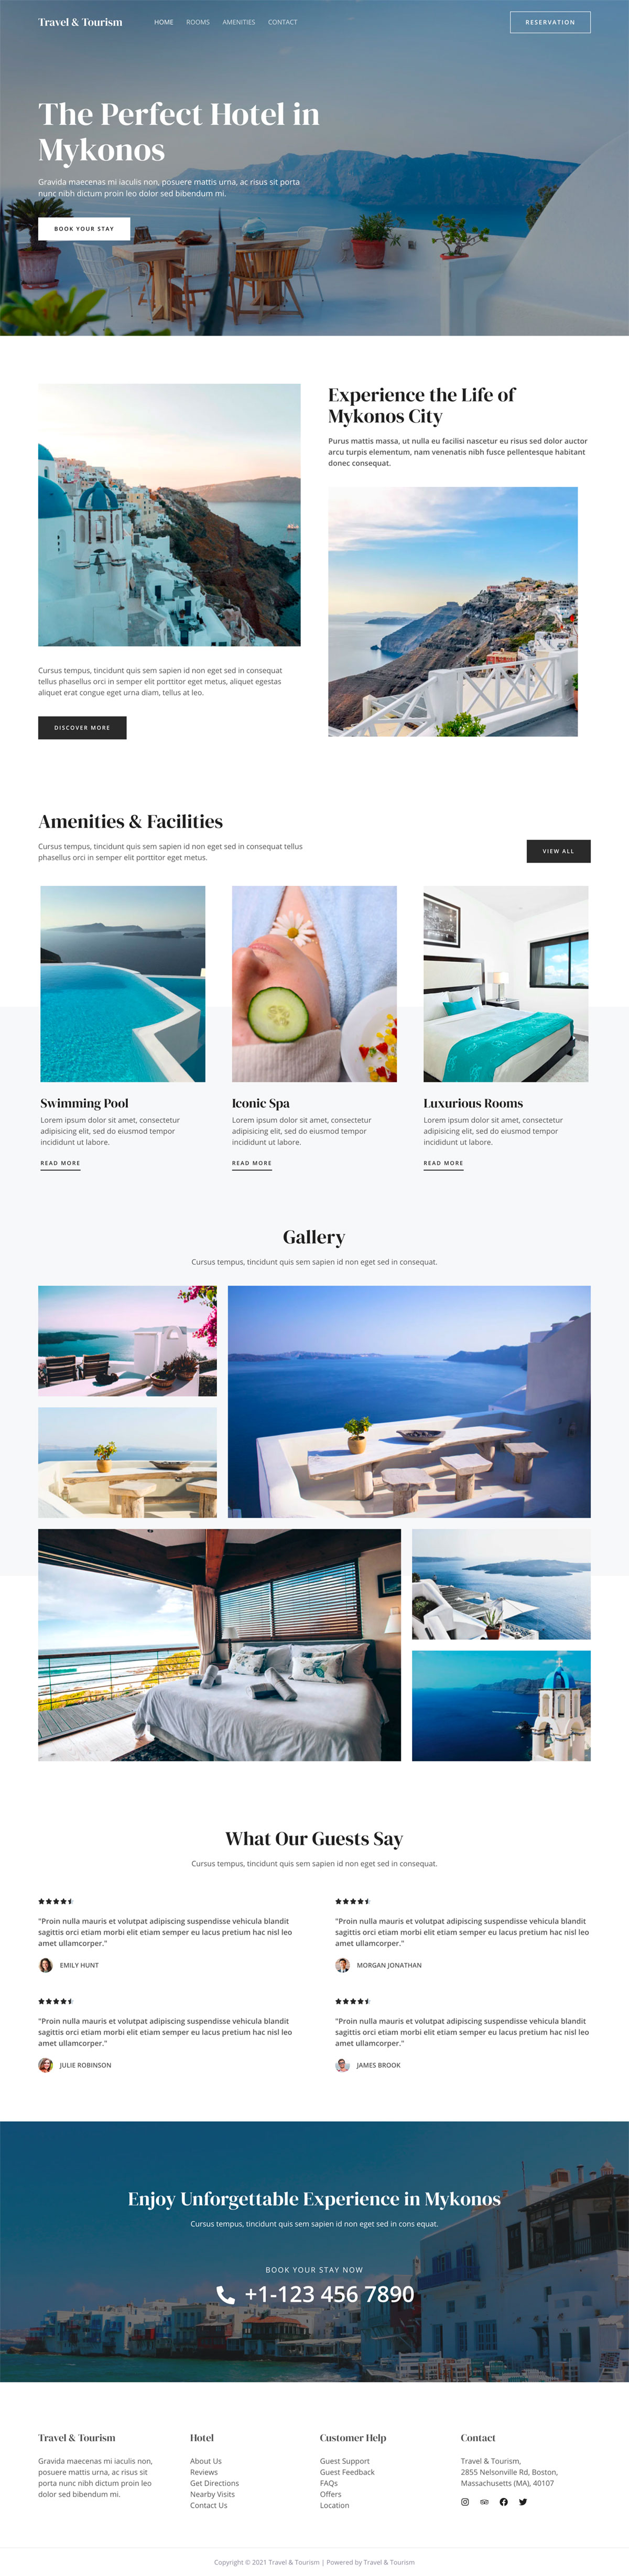 Travel & Tourism
HOME ROOMS AMENITIES CONTACT
RESERVATION
The Perfect Hotel in
Mykonos
Gravida maecenas mi iaculis non, posuere mattis urna, ac risus sit porta
nunc nibh dictum proin leo dolor sed bibendum mi.
BOOK YOUR STAY
Experience the Life of
Mykonos City
Purus mattis massa, ut nulla eu facilisi nascetur eu risus sed dolor auctor
arcu turpis elementum, nam venenatis nibh fusce pellentesque habitant
donec consequat.
Cursus tempus, tincidunt quis sem sapien id non eget sed in consequat
tellus phasellus orci in semper elit porttitor eget metus, aliquet egestas
aliquet erat congue eget urna diam, tellus at leo.
DISCOVER MORE
Amenities & Facilities
Cursus tempus, tincidunt quis sem sapien id non eget sed in consequat tellus
phasellus orci in semper elit porttitor eget metus.
VIEW ALL
Swimming Pool
Lorem ipsum dolor sit amet, consectetur
adipisicing elit, sed do eiusmod tempor
incididunt ut labore.
READ MORE
Iconic Spa
Lorem ipsum dolor sit amet, consectetur
adipisicing elit, sed do eiusmod tempor
incididunt ut labore.
READ MORE
Luxurious Rooms
Lorem ipsum dolor sit amet, consectetur
adipisicing elit, sed do eiusmod tempor
incididunt ut labore.
READ MORE
Gallery
Cursus tempus, tincidunt quis sem sapien id non eget sed in consequat.
What Our Guests Say
Cursus tempus, tincidunt quis sem sapien id non eget sed in consequat.
"Proin nulla mauris et volutpat adipiscing suspendisse vehicula blandit
sagittis orci etiam morbi elit etiam semper eu lacus pretium hac nisl leo
amet ullamcorper."
EMILY HUNT
"Proin nulla mauris et volutpat adipiscing suspendisse vehicula blandit
sagittis orci etiam morbi elit etiam semper eu lacus pretium hac nisl leo
amet ullamcorper."
MORGAN JONATHAN
"Proin nulla mauris et volutpat adipiscing suspendisse vehicula blandit
sagittis orci etiam morbi elit etiam semper eu lacus pretium hac nisl leo
amet ullamcorper."
JULIE ROBINSON
"Proin nulla mauris et volutpat adipiscing suspendisse vehicula blandit
sagittis orci etiam morbi elit etiam semper eu lacus pretium hac nisl leo
amet ullamcorper."
JAMES BROOK
Enjoy Unforgettable Experience in Mykonos
Cursus tempus, tincidunt quis sem sapien id non eget sed in cons equat.
BOOK YOUR STAY NOW
+1-123 456 7890
Travel & Tourism
Gravida maecenas mi iaculis non,
posuere mattis urna, ac risus sit
porta nunc nibh dictum proin leo
dolor sed bibendum mi.
Hotel
About Us
Reviews
Get Directions
Nearby Visits
Contact Us
Customer Help
Guest Support
Guest Feedback
FAQs
Offers
Location
Contact
Travel & Tourism,
2855 Nelsonville Rd, Boston,
Massachusetts (MA), 40107
Copyright © 2021 Travel & Tourism | Powered by Travel & Tourism